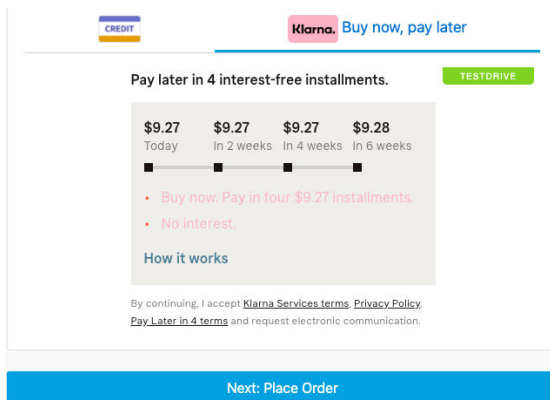 CREDIT
Klarna. Buy now, pay later
Pay later in 4 interest-free installments.
TESTDRIVE
$9.27 $9.27 $9.27 $9.28
Today In 2 weeks In 4 weeks In 6 weeks
• Buy now. Pay in four $9.27 installments.
• No interest.
How it works
By continuing, I accept Klarna Services terms, Privacy Policy,
Pay Later in 4 terms and request electronic communication.
Next: Place Order